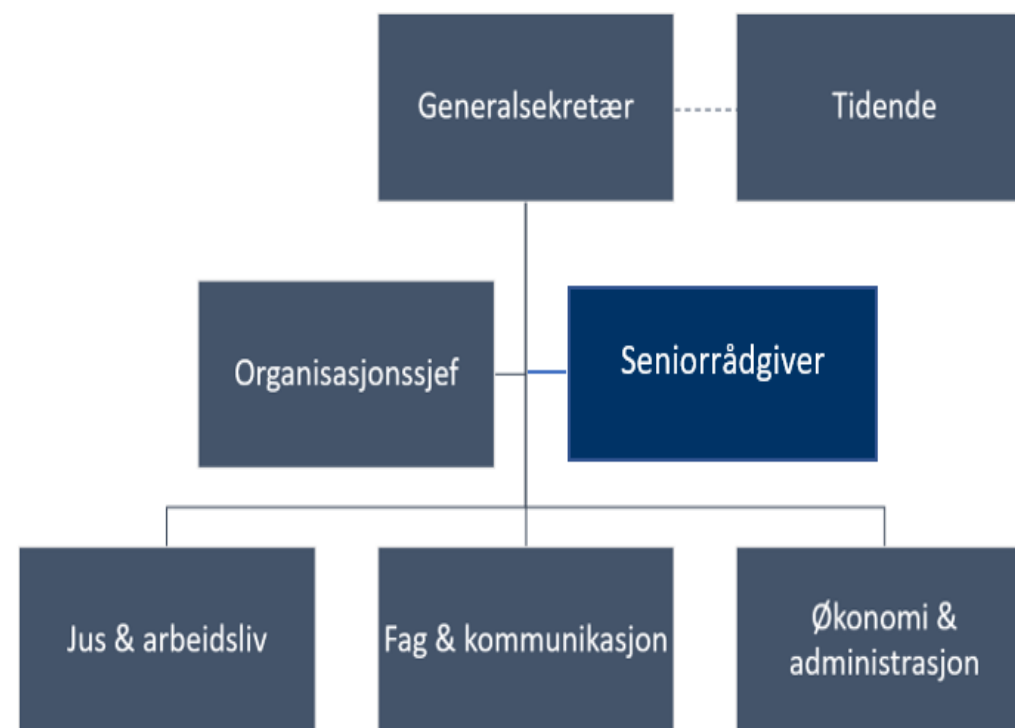 Generalsekretær
Tidende
Organisasjonssjef
Seniorrådgiver
Jus & arbeidsliv
Fag & kommunikasjon
Økonomi &
administrasjon